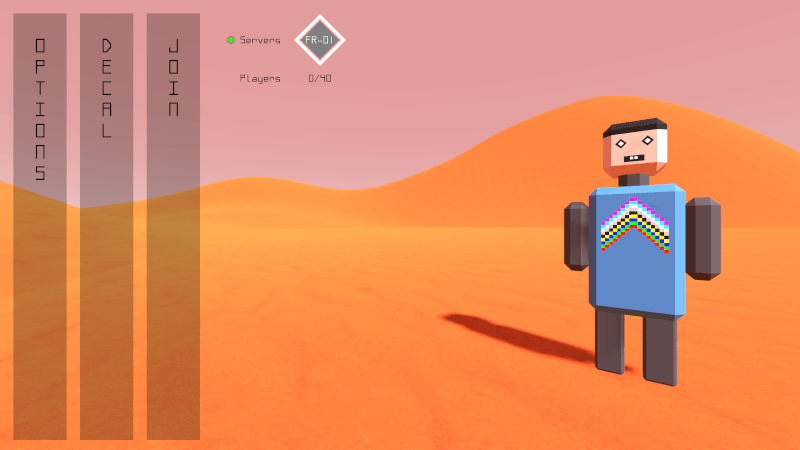 OPTIONS
DECAL
JOIN
Servers FR-01
Players 0/40